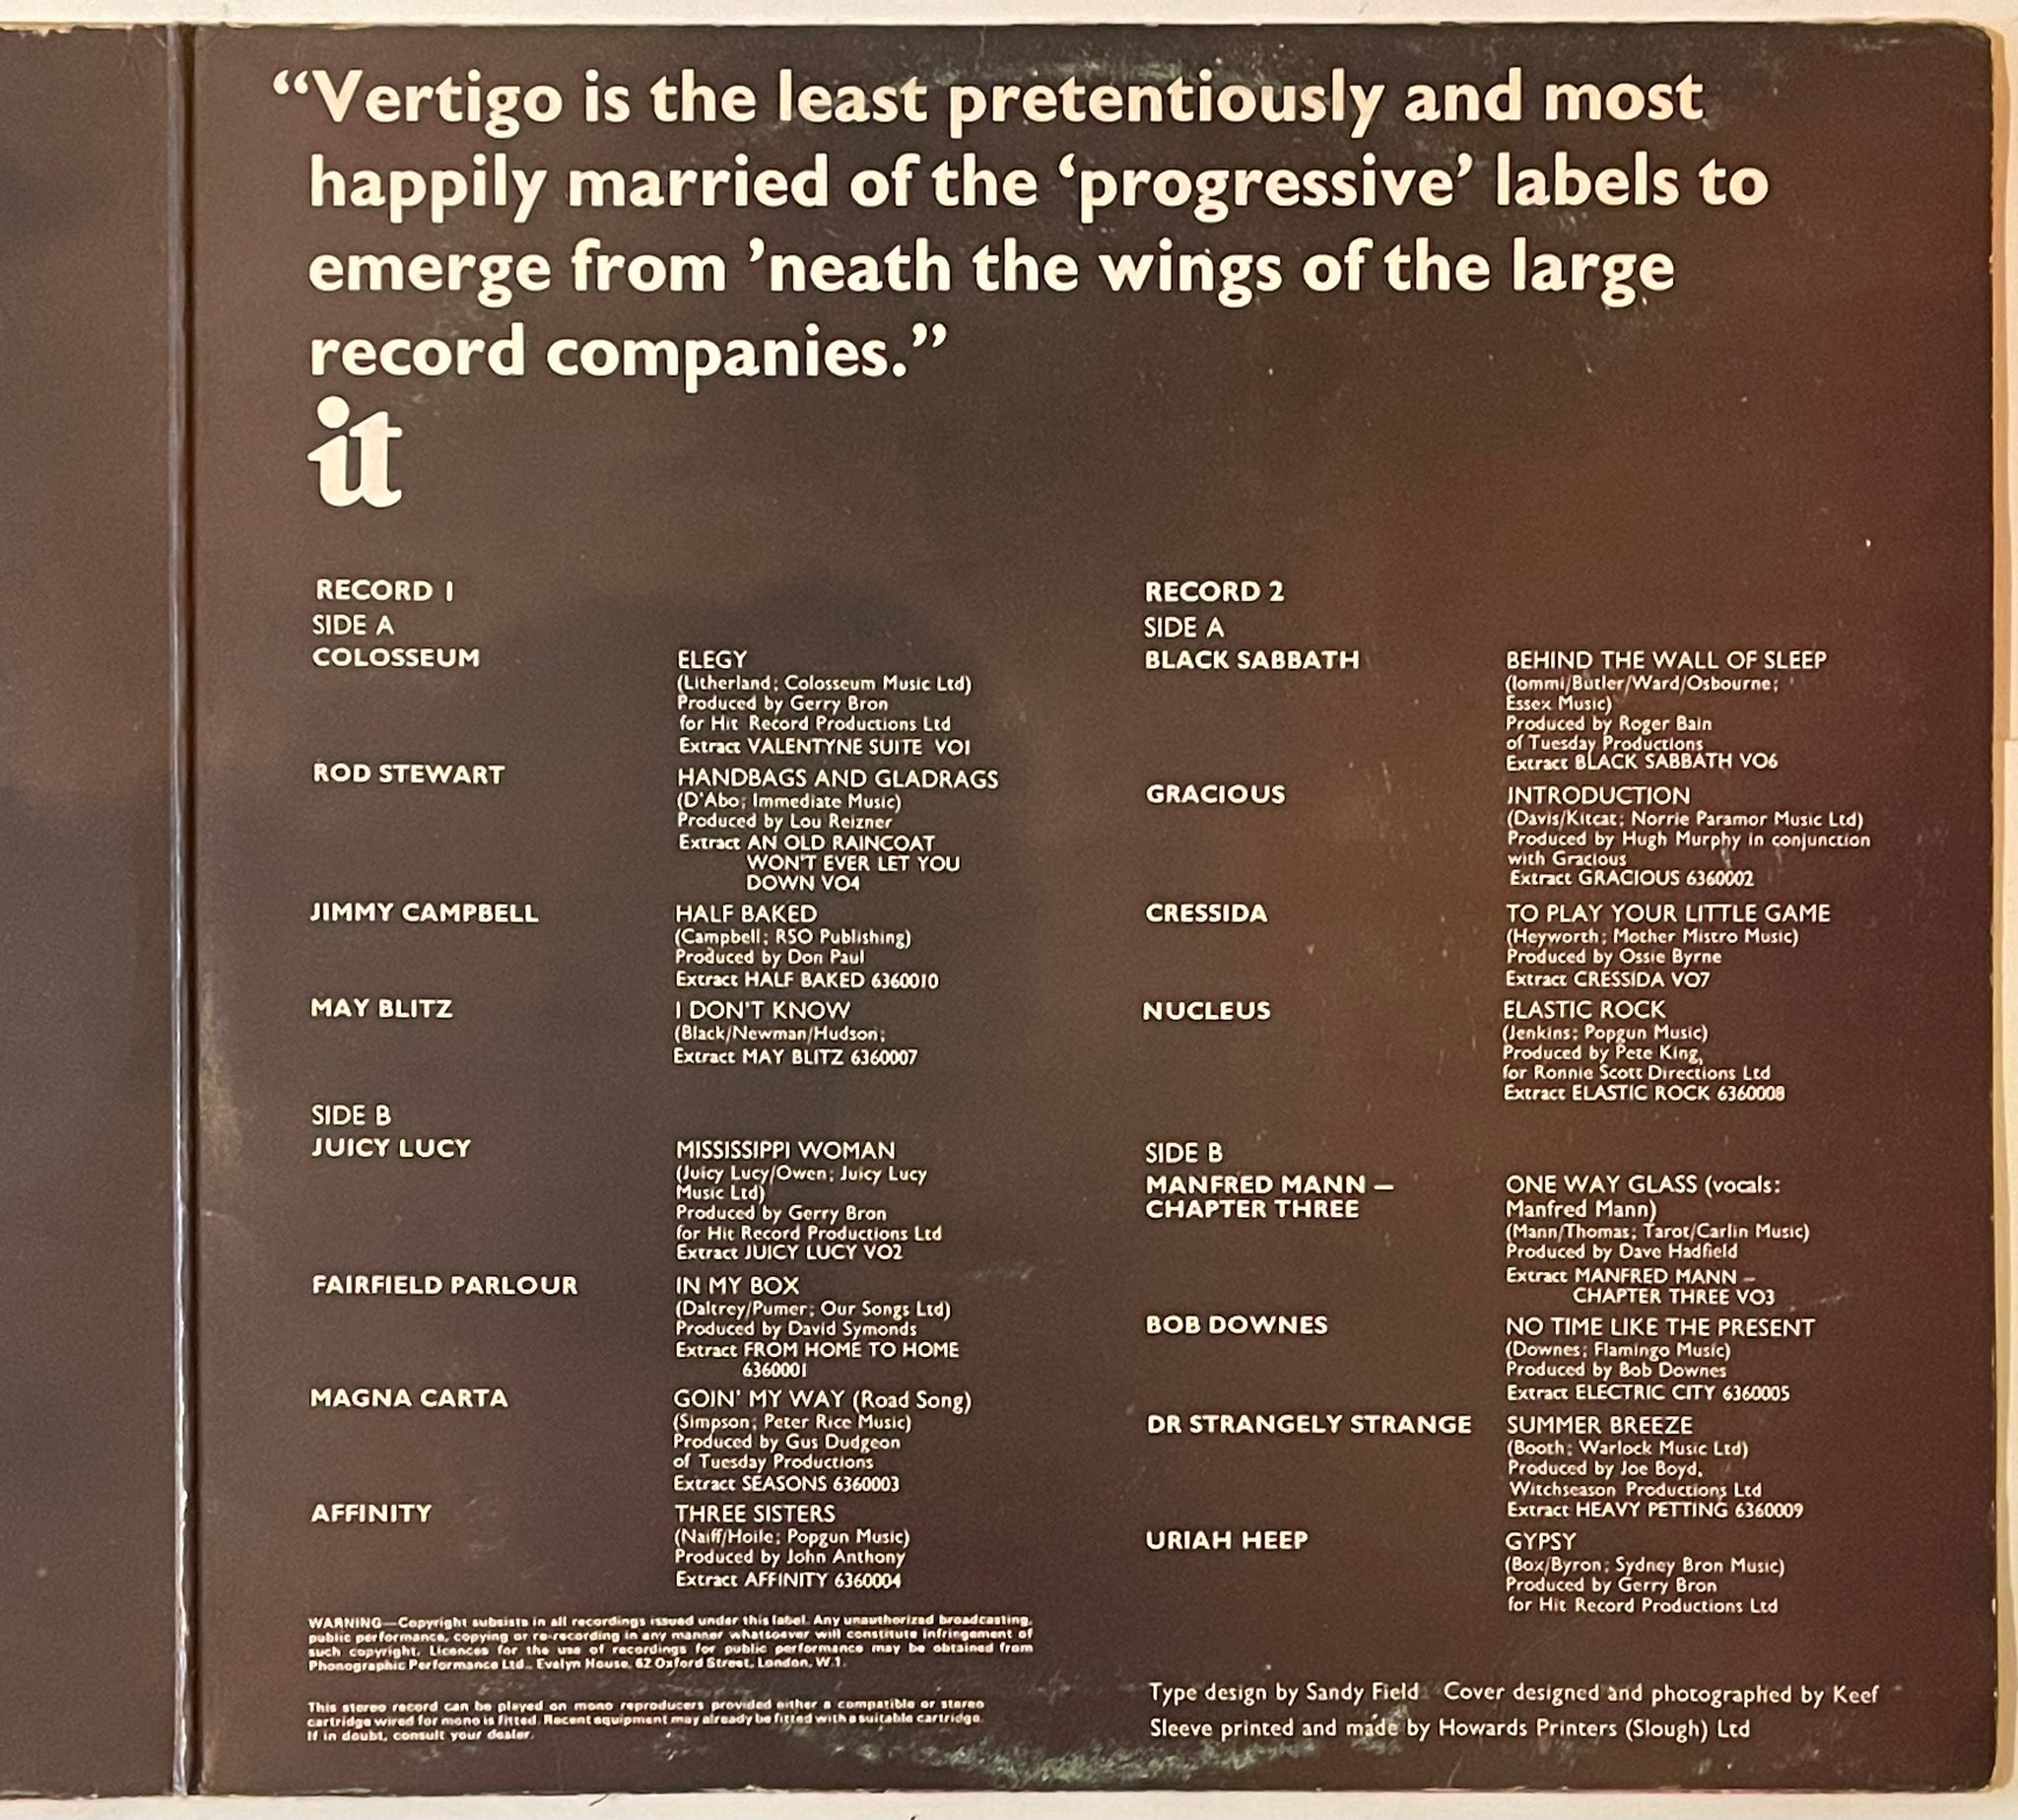 “Vertigo is the least pretentiously and most
happily married of the ‘progressive’ labels to
emerge from ’neath the wings of the large
record companies.”
it
RECORD 1
SIDE A
COLOSSEUM
ELEGY
(Litherland; Colosseum Music Ltd)
Produced by Gerry Bron
for Hit Record Productions Ltd
Extract VALENTYNE SUITE VO1
ROD STEWART
HANDBAGS AND GLADRAGS
(D'Abo; Immediate Music)
Produced by Lou Reizner
Extract AN OLD RAINCOAT
WON'T EVER LET YOU
DOWN VO4
JIMMY CAMPBELL
HALF BAKED
(Campbell; RSO Publishing)
Produced by Don Paul
Extract HALF BAKED 6360010
MAY BLITZ
I DON'T KNOW
(Black/Newman/Hudson;
Extract MAY BLITZ 6360007
SIDE B
JUICY LUCY
MISSISSIPPI WOMAN
(Juicy Lucy/Owen; Juicy Lucy
Music Ltd)
Produced by Gerry Bron
for Hit Record Productions Ltd
Extract JUICY LUCY VO2
FAIRFIELD PARLOUR
IN MY BOX
(Daltrey/Pumer; Our Songs Ltd)
Produced by David Symonds
Extract FROM HOME TO HOME
6360001
MAGNA CARTA
GOIN' MY WAY (Road Song)
(Simpson; Peter Rice Music)
Produced by Gus Dudgeon
of Tuesday Productions
Extract SEASONS 6360003
AFFINITY
THREE SISTERS
(Naiff/Hoile; Popgun Music)
Produced by John Anthony
Extract AFFINITY 6360004
WARNING—Copyright subsists in all recordings issued under this label. Any unauthorized broadcasting,
public performance, copying or re-recording in any manner whatsoever will constitute infringement of
such copyright. Licences for the use of recordings for public performance may be obtained from
Phonographic Performance Ltd., Evelyn House, 62 Oxford Street, London, W.1.
This stereo record can be played on mono reproducers provided either a compatible or stereo
cartridge wired for mono is fitted. Recent equipment may already be fitted with a suitable cartridge.
If in doubt, consult your dealer.
RECORD 2
SIDE A
BLACK SABBATH
BEHIND THE WALL OF SLEEP
(Iommi/Butler/Ward/Osbourne;
Essex Music)
Produced by Roger Bain
of Tuesday Productions
Extract BLACK SABBATH VO6
GRACIOUS
INTRODUCTION
(Davis/Kitcat; Norrie Paramor Music Ltd)
Produced by Hugh Murphy in conjunction
with Gracious
Extract GRACIOUS 6360002
CRESSIDA
TO PLAY YOUR LITTLE GAME
(Heyworth; Mother Mistro Music)
Produced by Ossie Byrne
Extract CRESSIDA VO7
NUCLEUS
ELASTIC ROCK
(Jenkins; Popgun Music)
Produced by Pete King,
for Ronnie Scott Directions Ltd
Extract ELASTIC ROCK 6360008
SIDE B
MANFRED MANN –
CHAPTER THREE
ONE WAY GLASS (vocals:
Manfred Mann)
(Mann/Thomas; Tarot/Carlin Music)
Produced by Dave Hadfield
Extract MANFRED MANN –
CHAPTER THREE VO3
BOB DOWNES
NO TIME LIKE THE PRESENT
(Downes; Flamingo Music)
Produced by Bob Downes
Extract ELECTRIC CITY 6360005
DR STRANGELY STRANGE
SUMMER BREEZE
(Booth; Warlock Music Ltd)
Produced by Joe Boyd,
Witchseason Productions Ltd
Extract HEAVY PETTING 6360009
URIAH HEEP
GYPSY
(Box/Byron; Sydney Bron Music)
Produced by Gerry Bron
for Hit Record Productions Ltd
Type design by Sandy Field Cover designed and photographed by Keef
Sleeve printed and made by Howards Printers (Slough) Ltd